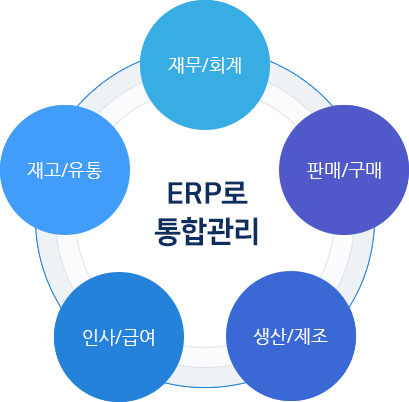 재무/회계
재고/유통
판매/구매
ERP로
통합관리
인사/급여
생산/제조